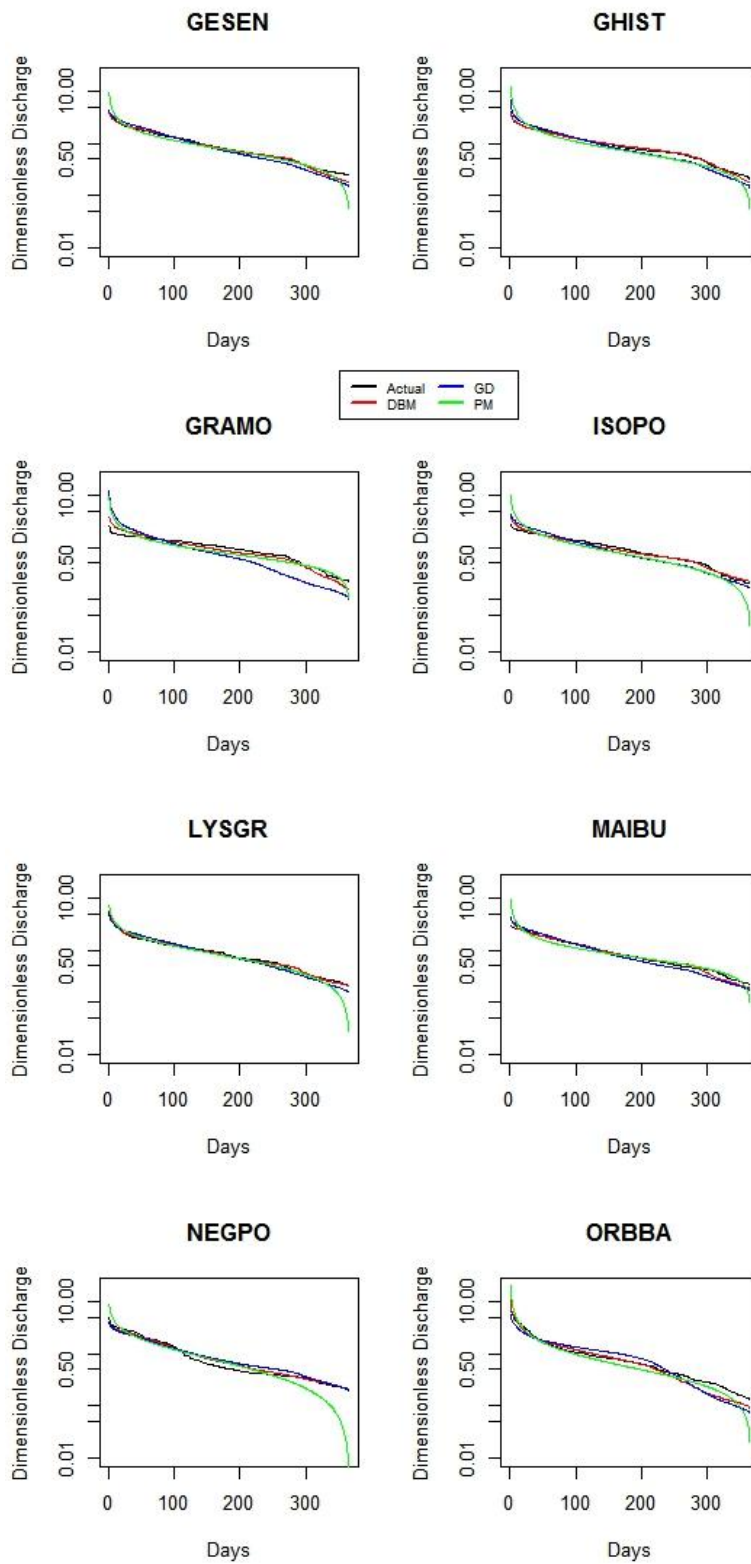 GESEN
GHIST
Dimensionless Discharge
10.00
0.50
0.01
0 100 200 300
Days
Dimensionless Discharge
10.00
0.50
0.01
0 100 200 300
Days
Actual GD
DBM PM
GRAMO
ISOPO
Dimensionless Discharge
10.00
0.50
0.01
0 100 200 300
Days
Dimensionless Discharge
10.00
0.50
0.01
0 100 200 300
Days
LYSGR
MAIBU
Dimensionless Discharge
10.00
0.50
0.01
0 100 200 300
Days
Dimensionless Discharge
10.00
0.50
0.01
0 100 200 300
Days
NEGPO
ORBBA
Dimensionless Discharge
10.00
0.50
0.01
0 100 200 300
Days
Dimensionless Discharge
10.00
0.50
0.01
0 100 200 300
Days